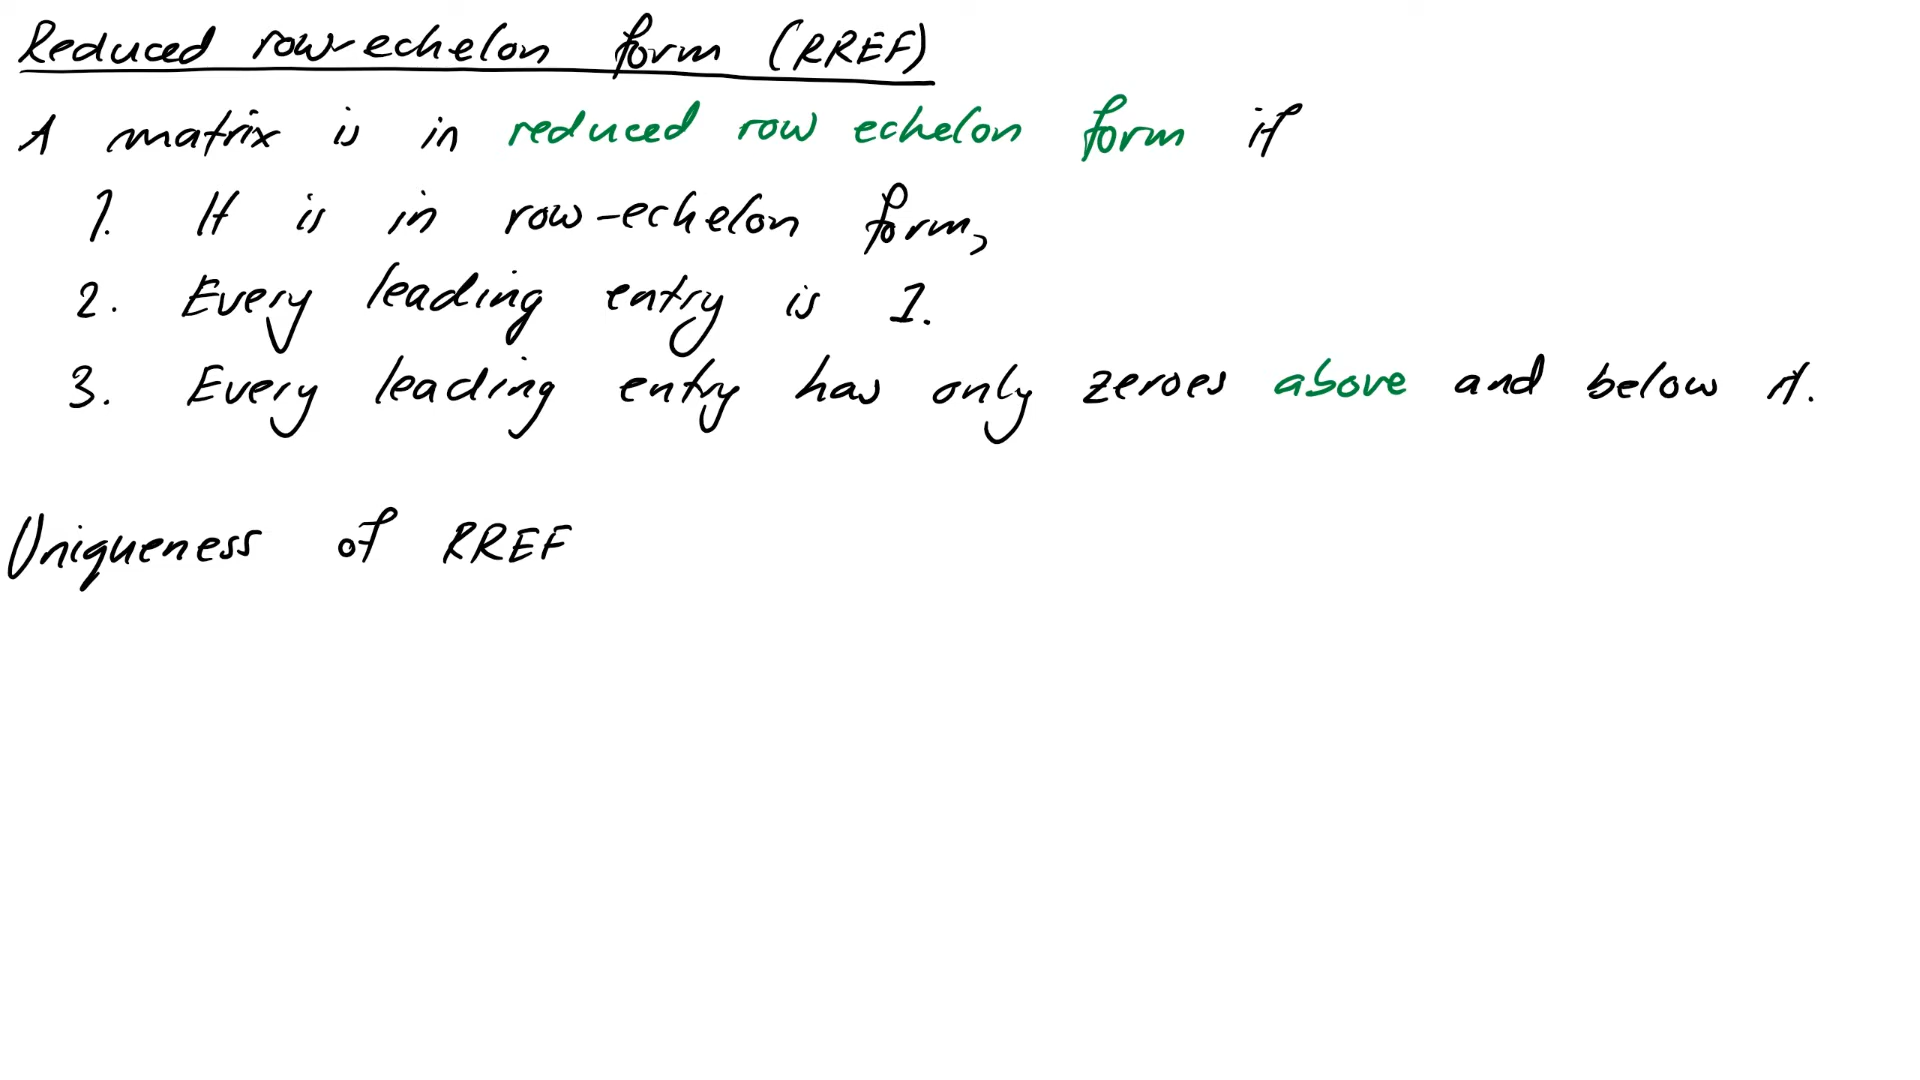 Reduced row-echelon form (RREF)
A matrix is in reduced row echelon form if
1. It is in row-echelon form,
2. Every leading entry is 1.
3. Every leading entry has only zeroes above and below it.
Uniqueness of RREF